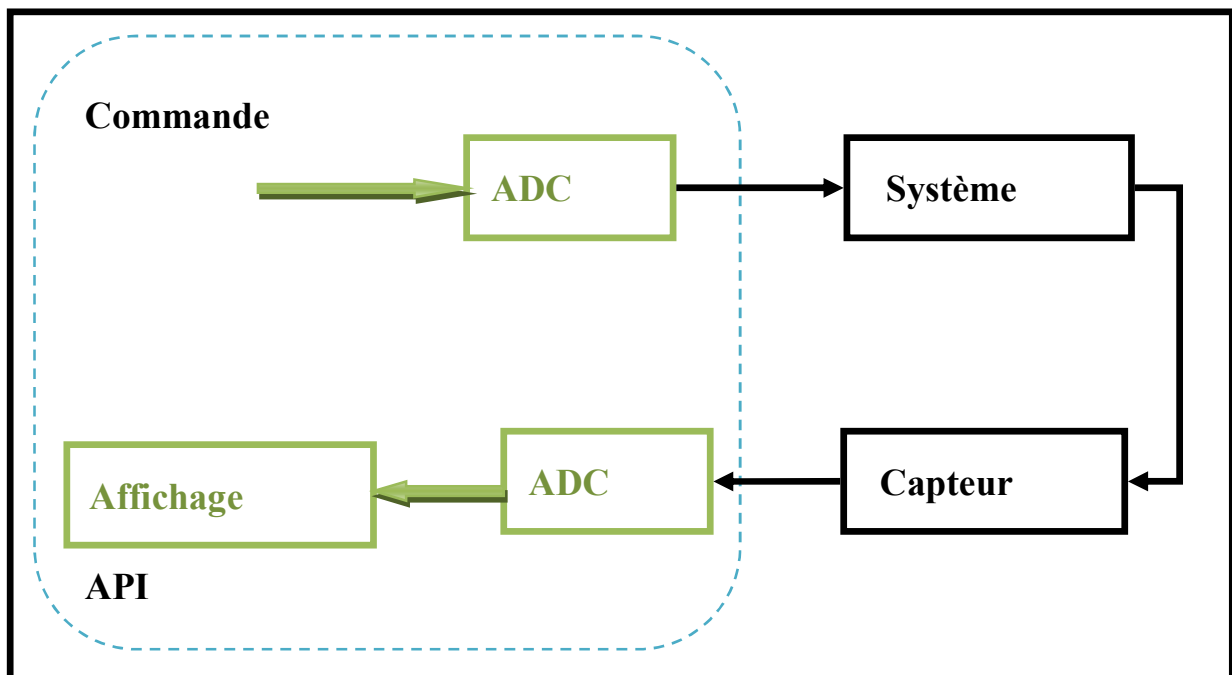 Commande
ADC
Système
Affichage
ADC
Capteur
API